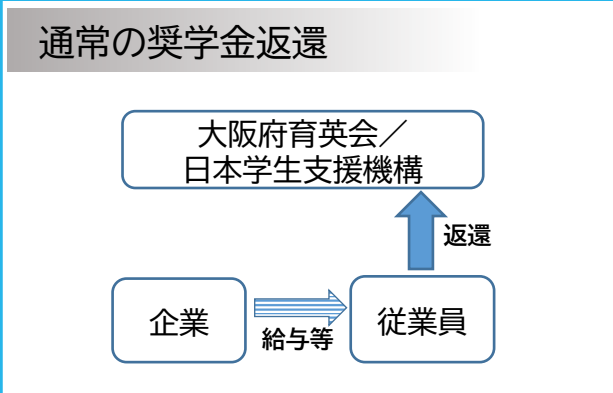 通常の奨学金返還
大阪府育英会／
日本学生支援機構
返還
企業
給与等
従業員